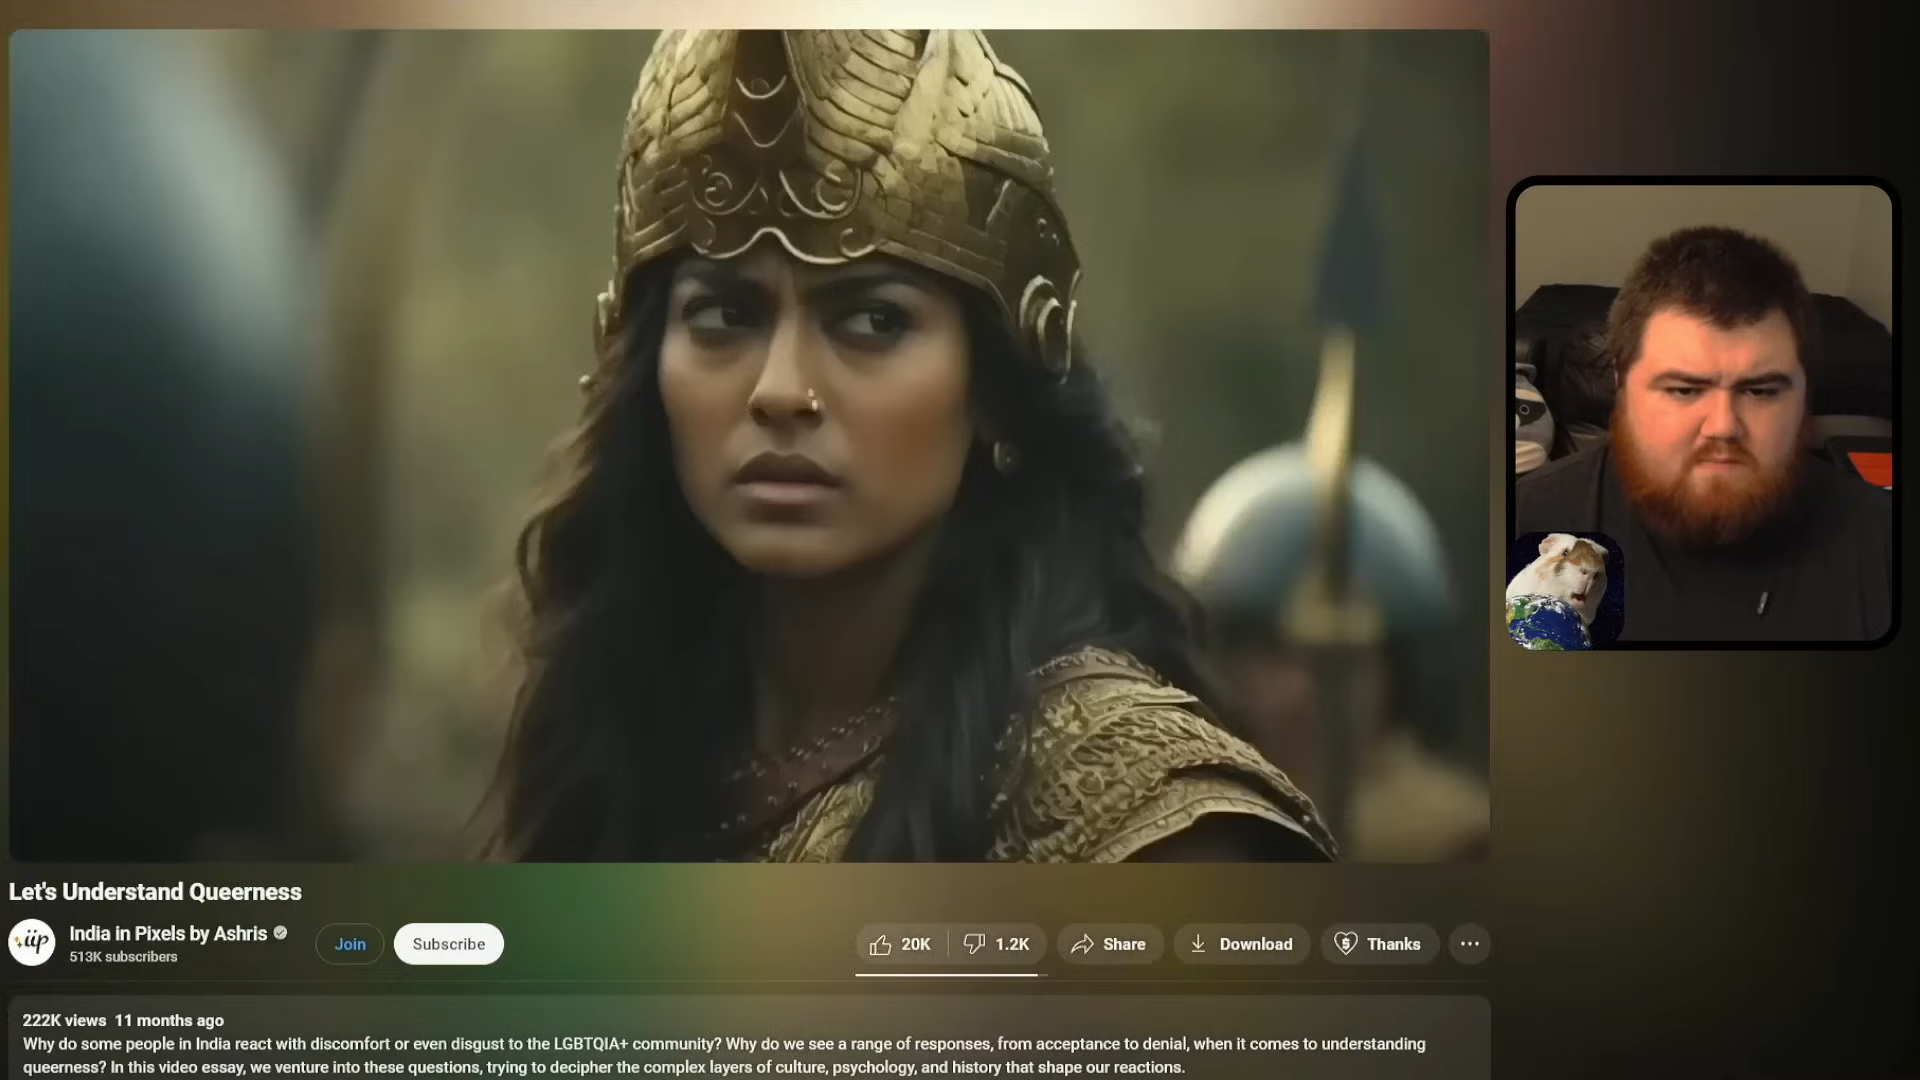 Let's Understand Queerness
iip
India in Pixels by Ashris
513K subscribers
Join
Subscribe
20K
1.2K
Share
Download
Thanks
222K views 11 months ago
Why do some people in India react with discomfort or even disgust to the LGBTQIA+ community? Why do we see a range of responses, from acceptance to denial, when it comes to understanding
queerness? In this video essay, we venture into these questions, trying to decipher the complex layers of culture, psychology, and history that shape our reactions.